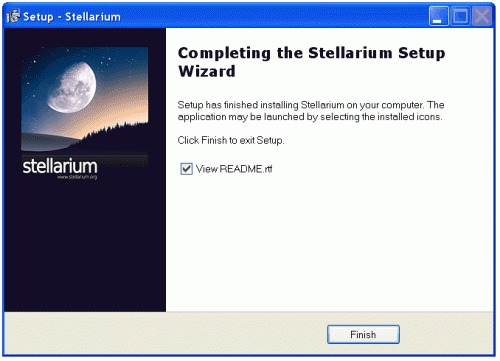 Setup - Stellarium
Completing the Stellarium Setup
Wizard
Setup has finished installing Stellarium on your computer. The
application may be launched by selecting the installed icons.
Click Finish to exit Setup.
View README.rtf
stellarium
www.stellarium.org
Finish